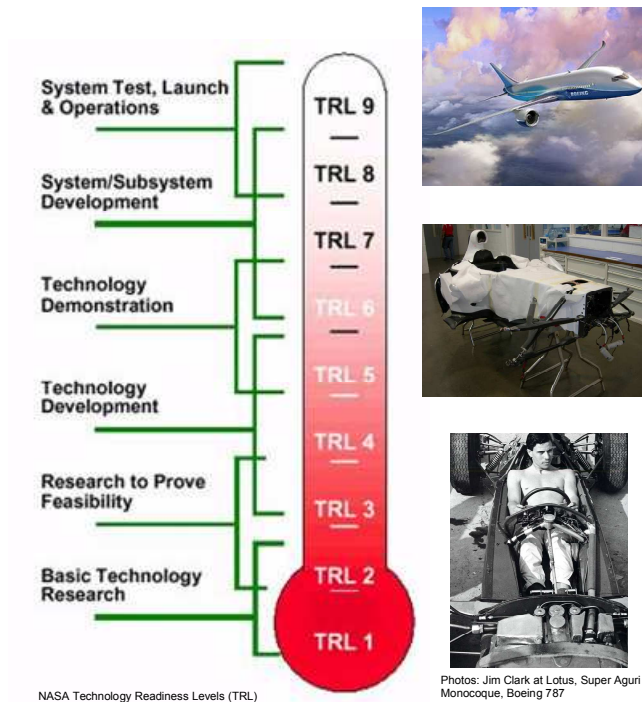 System Test, Launch
& Operations
System/Subsystem
Development
Technology
Demonstration
Technology
Development
Research to Prove
Feasibility
Basic Technology
Research
TRL 9
TRL 8
TRL 7
TRL 6
TRL 5
TRL 4
TRL 3
TRL 2
TRL 1
NASA Technology Readiness Levels (TRL)
BOEING
Photos: Jim Clark at Lotus, Super Aguri
Monocoque, Boeing 787